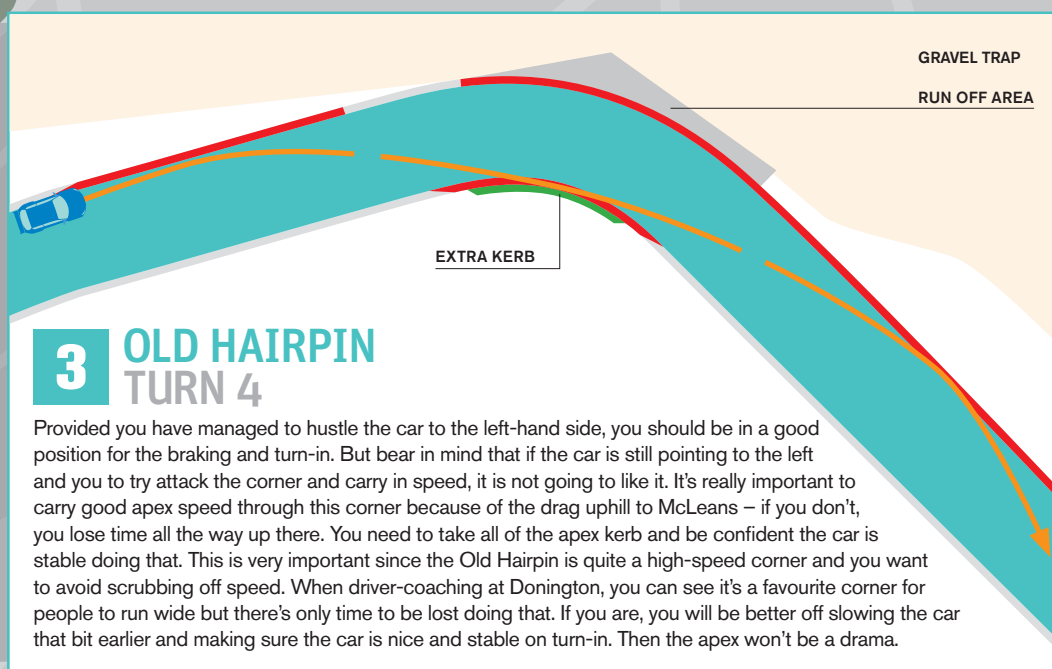 GRAVEL TRAP
RUN OFF AREA
EXTRA KERB
3 OLD HAIRPIN
TURN 4
Provided you have managed to hustle the car to the left-hand side, you should be in a good
position for the braking and turn-in. But bear in mind that if the car is still pointing to the left
and you to try attack the corner and carry in speed, it is not going to like it. It's really important to
carry good apex speed through this corner because of the drag uphill to McLeans – if you don't,
you lose time all the way up there. You need to take all of the apex kerb and be confident the car is
stable doing that. This is very important since the Old Hairpin is quite a high-speed corner and you want
to avoid scrubbing off speed. When driver-coaching at Donington, you can see it's a favourite corner for
people to run wide but there's only time to be lost doing that. If you are, you will be better off slowing the car
that bit earlier and making sure the car is nice and stable on turn-in. Then the apex won't be a drama.